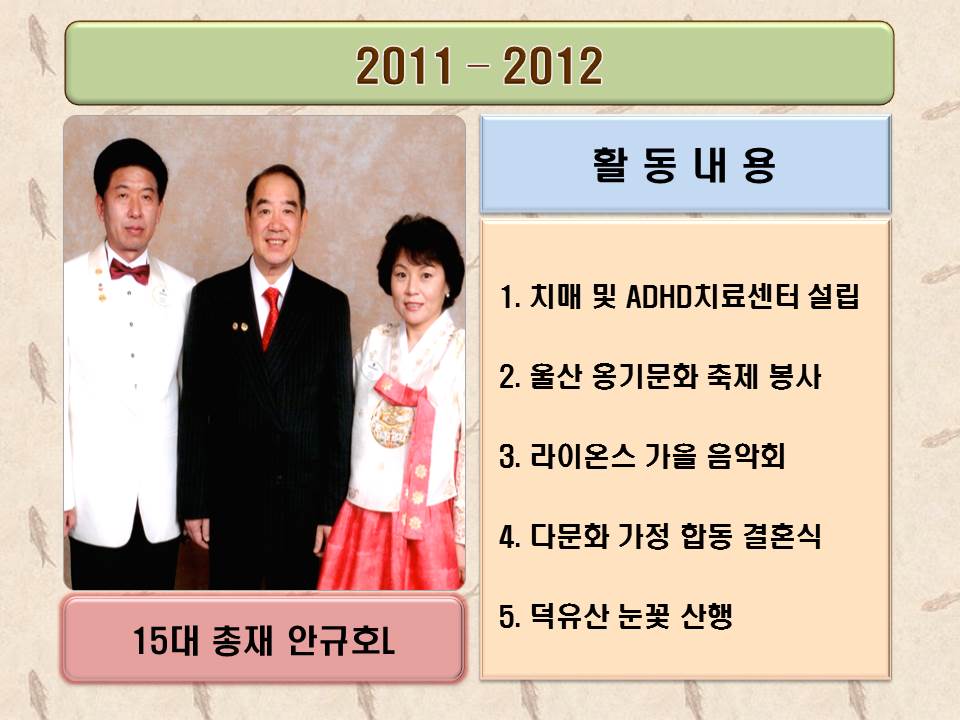 2011 – 2012
활 동 내 용
1. 치매 및 ADHD치료센터 설립
2. 울산 옹기문화 축제 봉사
3. 라이온스 가을 음악회
4. 다문화 가정 합동 결혼식
5. 덕유산 눈꽃 산행
15대 총재 안규호L